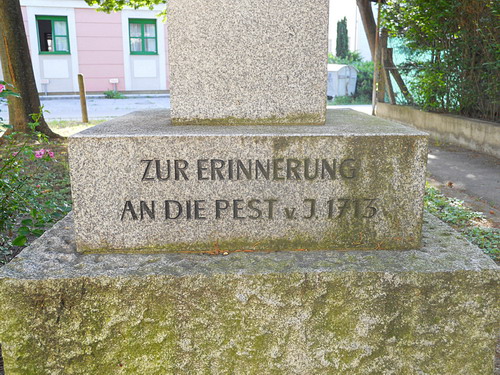 ZUR ERINNERUNG
AN DIE PEST v. J. 1713